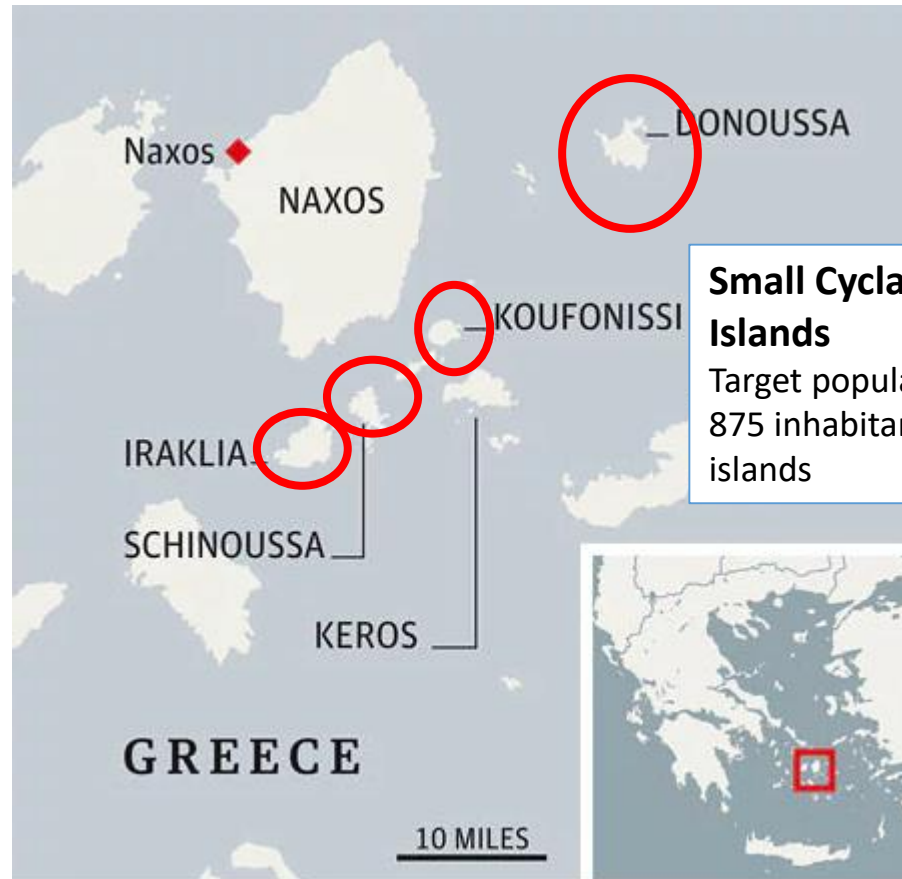 DONOUSSA
Naxos
NAXOS
Small Cycla
Islands
Target popula
875 inhabitan
islands
KOUFONISSI
IRAKLIA
SCHINOUSSA
KEROS
GREECE
10 MILES